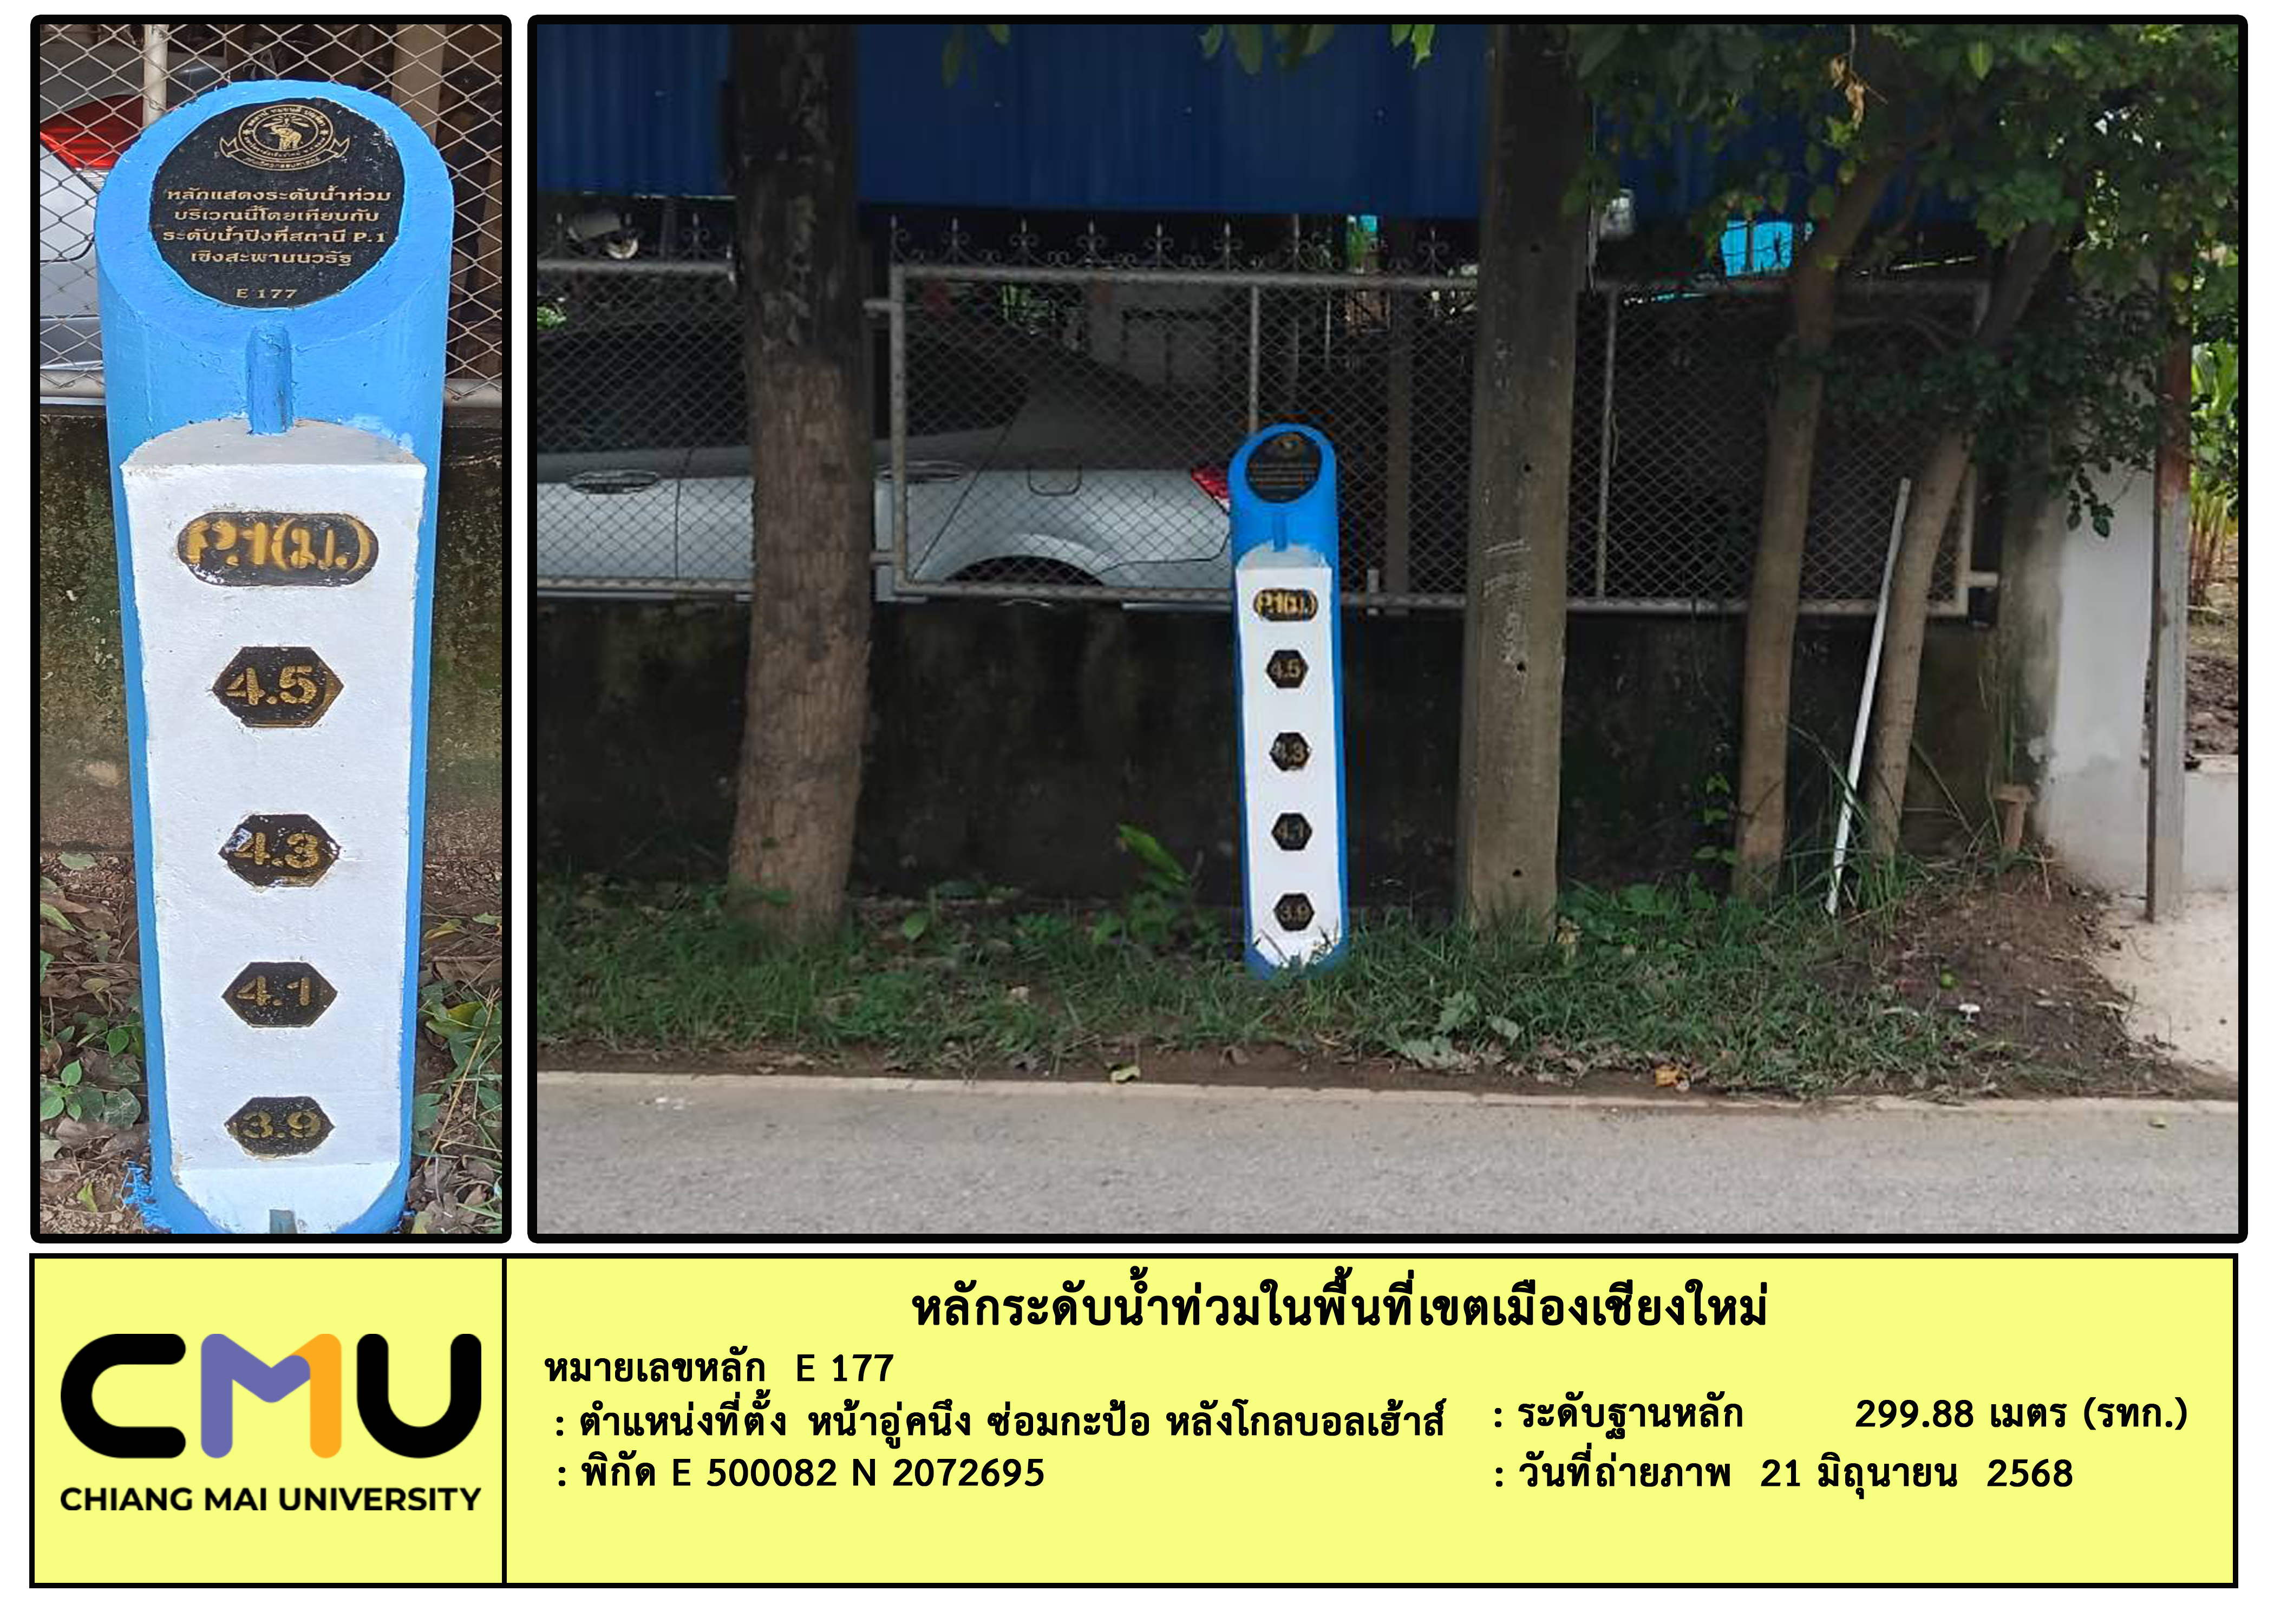 หลักแสดงระดับน้ำท่วม
บริเวณนี้โดยเทียบกับ
ระดับน้ำปิงที่สถานี P.1
เชิงสะพานนวรัฐ
E 177
P.1(ม.)
4.5
4.3
4.1
3.9
P.1(ม.)
4.5
4.3
4.1
3.9
CMU
CHIANG MAI UNIVERSITY
หลักระดับน้ำท่วมในพื้นที่เขตเมืองเชียงใหม่
หมายเลขหลัก E 177
: ตำแหน่งที่ตั้ง หน้าอู่คนึง ซ่อมกะป้อ หลังโกลบอลเฮ้าส์ : ระดับฐานหลัก 299.88 เมตร (รทก.)
: พิกัด E 500082 N 2072695 : วันที่ถ่ายภาพ 21 มิถุนายน 2568